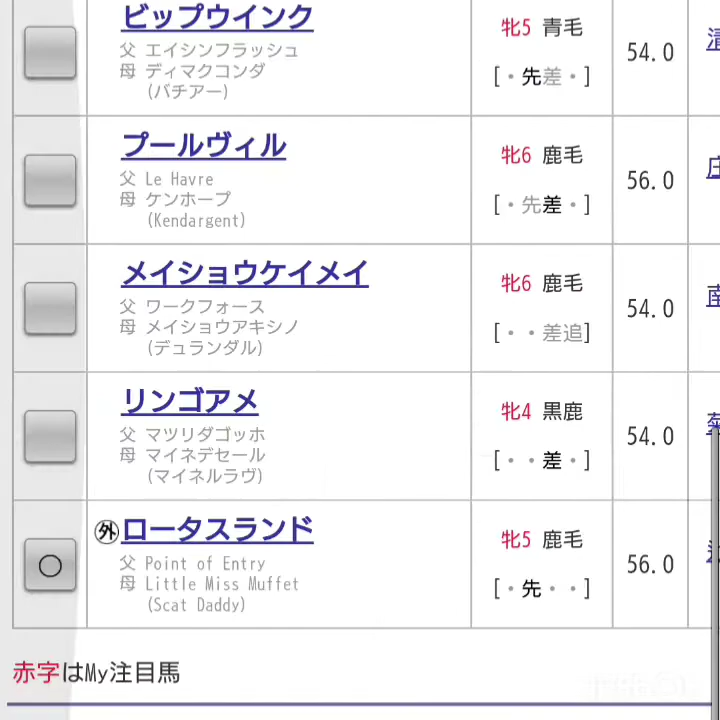 ビップウインク
父 エイシンフラッシュ
母 ディマクコンダ
(バチアー)
牝5 青毛
[・先差・]
54.0
プールヴィル
父 Le Havre
母 ケンホープ
(Kendargent)
牝6 鹿毛
[・先差・]
56.0
メイショウケイメイ
父 ワークフォース
母 メイショウアキシノ
(デュランダル)
牝6 鹿毛
[・・差追]
54.0
リンゴアメ
父 マツリダゴッホ
母 マイネデセール
(マイネルラヴ)
牝4 黒鹿
[・・差・]
54.0
○
外 ロータスランド
父 Point of Entry
母 Little Miss Muffet
(Scat Daddy)
牝5 鹿毛
[・先・・]
56.0
赤字はMy注目馬